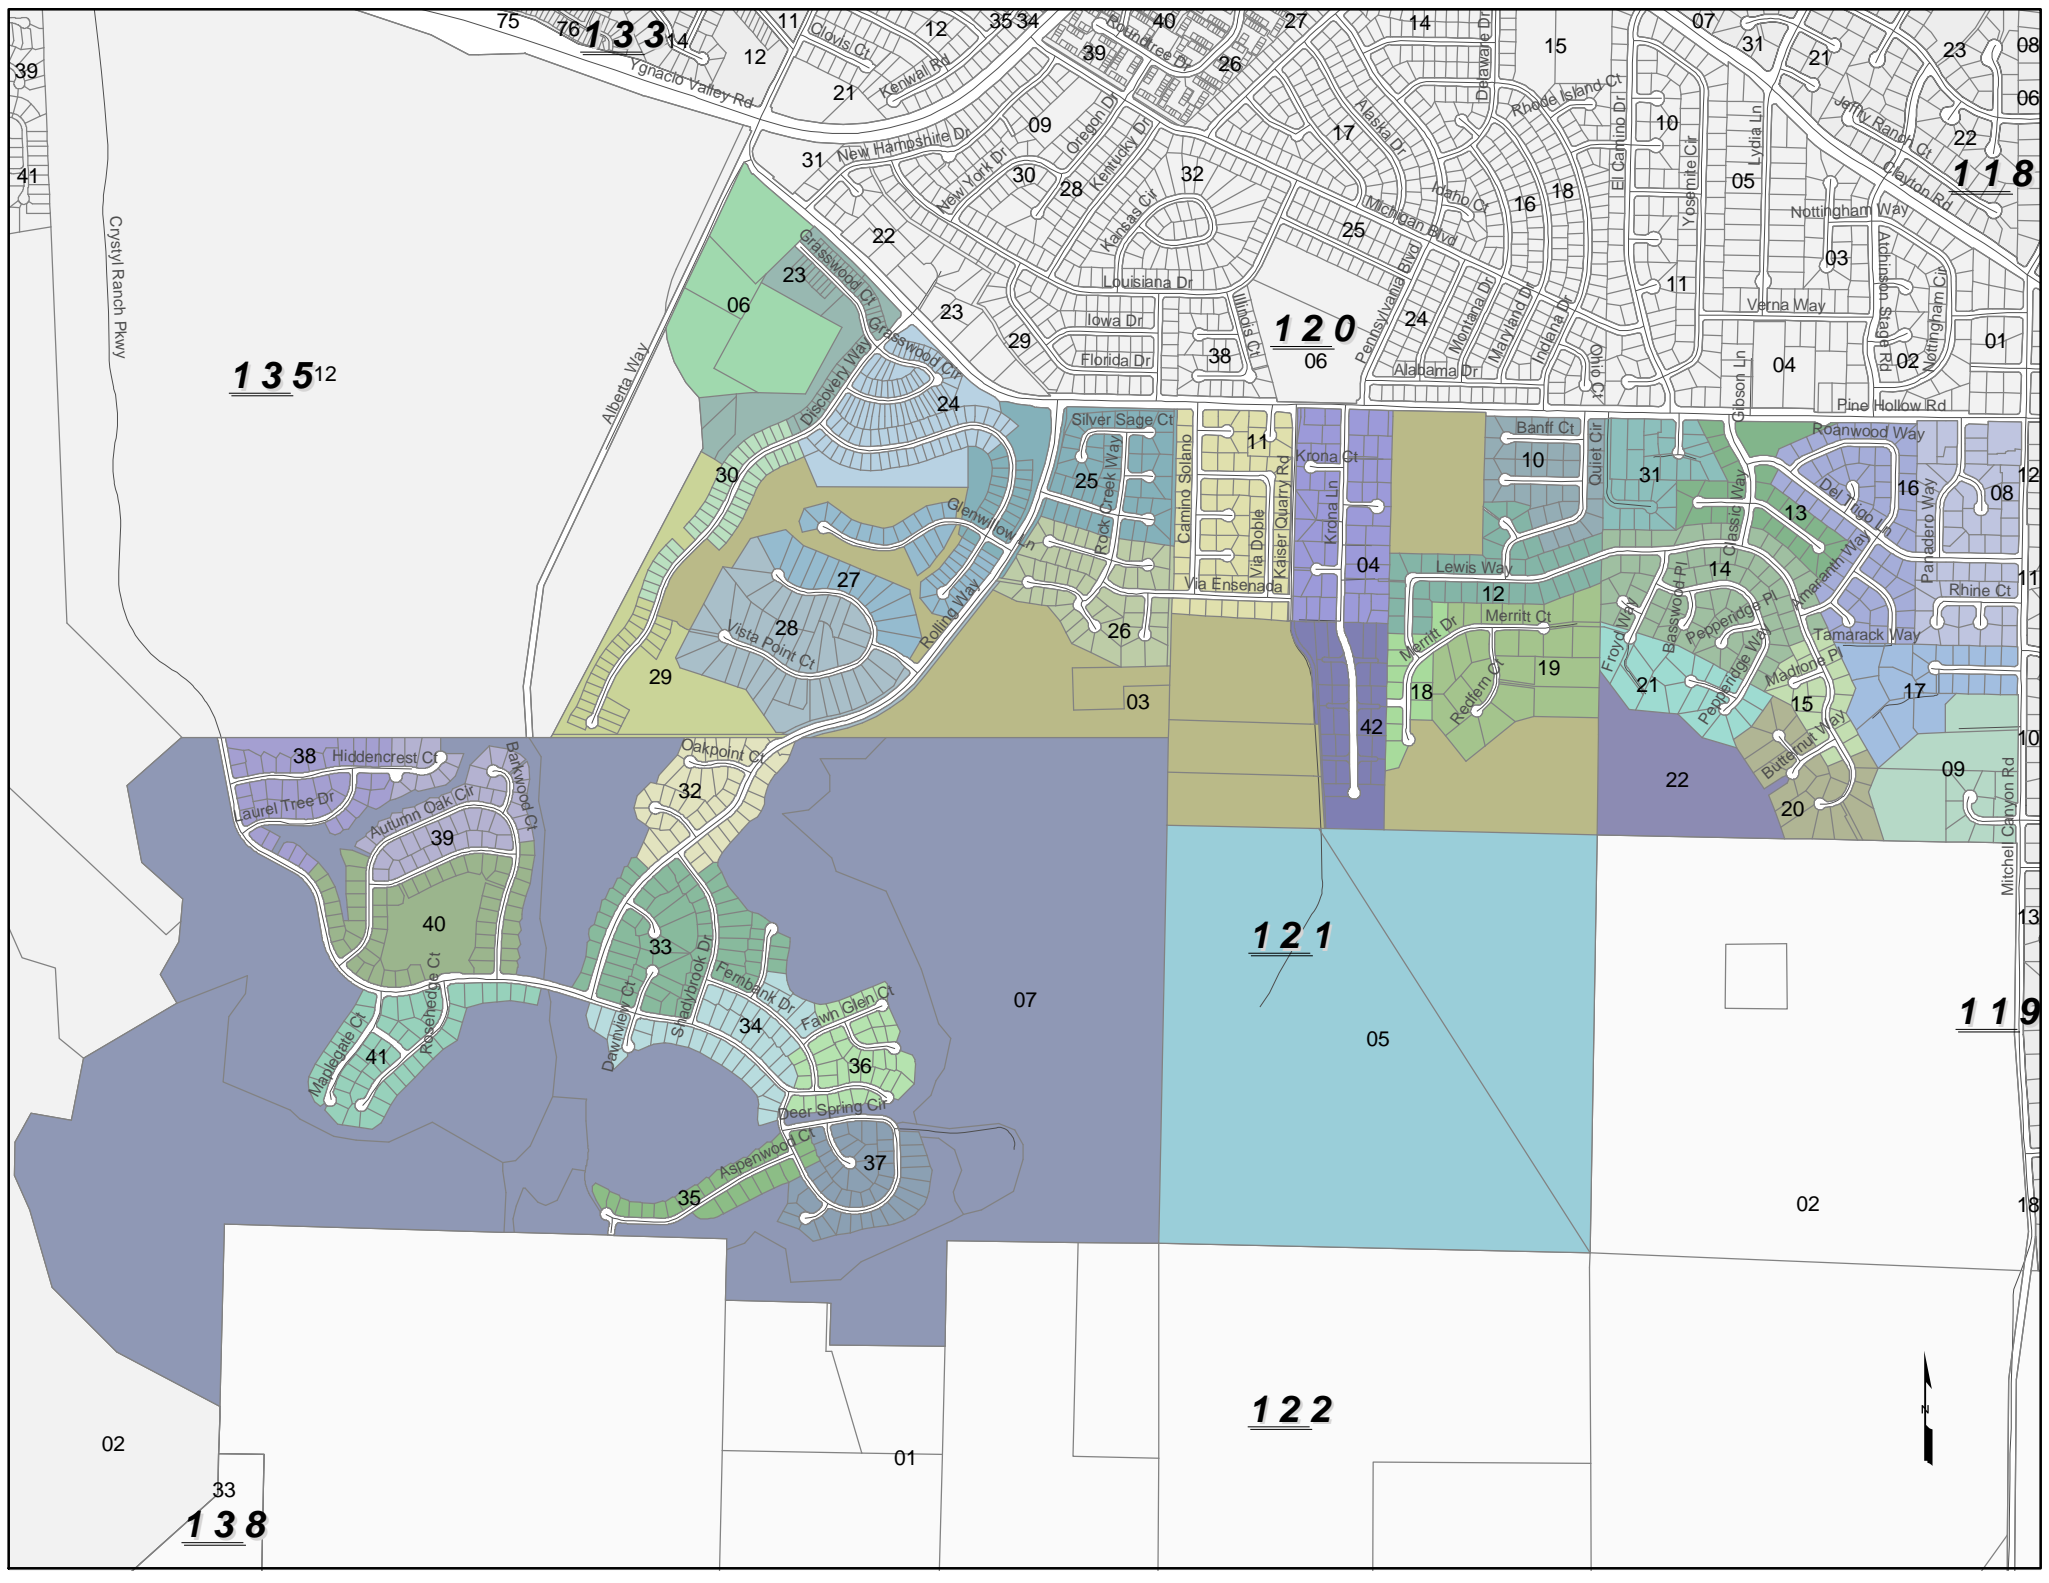 75
76
133
14
12
11
Clovis Ct
12
35
34
40
Roundtree Dr
39
26
27
14
Delaware Dr
15
07
31
21
23
08
39
Ygnacio Valley Rd
21
Kenwal Rd
09
Oregon Dr
Kentucky Dr
17
Alaska Dr
Rhode Island Ct
El Camino Dr
10
Yosemite Cir
Lydia Ln
05
Jeffry Ranch Ct
22
06
118
Clayton Rd
41
31
New Hampshire Dr
New York Dr
30
28
32
Kansas Cir
Idaho Ct
16
18
Michigan Blvd
25
Nottingham Way
03
Atchinson Stage Rd
Nottingham Cir
Crystyl Ranch Pkwy
22
Grasswood Ct
23
06
Louisiana Dr
Illinois Ct
11
Verna Way
23
Iowa Dr
120
Pennsylvania Blvd
24
Montana Dr
Maryland Dr
Indiana Dr
Grasswood Cir
29
Florida Dr
38
06
Alabama Dr
Ohio Ct
Gibson Ln
04
02
01
135
12
Alberta Way
Discovery Way
24
Pine Hollow Rd
Silver Sage Ct
Camino Solano
11
Krona Ct
Banff Ct
10
Quiet Cir
Roanwood Way
30
25
Rock Creek Way
Kaiser Quarry Rd
31
Classic Way
16
08
12
Glenwillow Ln
Via Doble
Krona Ln
13
Del Trigo Ln
Panadero Way
27
Via Ensenada
04
Lewis Way
12
14
Amaranth Way
11
Rhine Ct
28
Vista Point Ct
Rolling Way
26
Merritt Dr
Merritt Ct
Froyd Way
Basswood Pl
Pepperidge Pl
Tamarack Way
29
03
18
Redfern Ct
19
21
Pepperidge Way
Madrone Pl
15
17
42
38
Hiddencrest Ct
Barkwood Ct
Oakpoint Ct
22
Butternut Way
10
09
Laurel Tree Dr
Autumn Oak Cir
39
32
20
Mitchell Canyon Rd
40
33
Shadybrook Dr
121
13
Rosehedge Ct
Fernbank Dr
Fawn Glen Ct
07
119
Maplegate Ct
41
Dawnview Ct
34
36
05
Deer Spring Cir
Aspenwood Ct
37
35
02
18
122
02
01
33
138
N